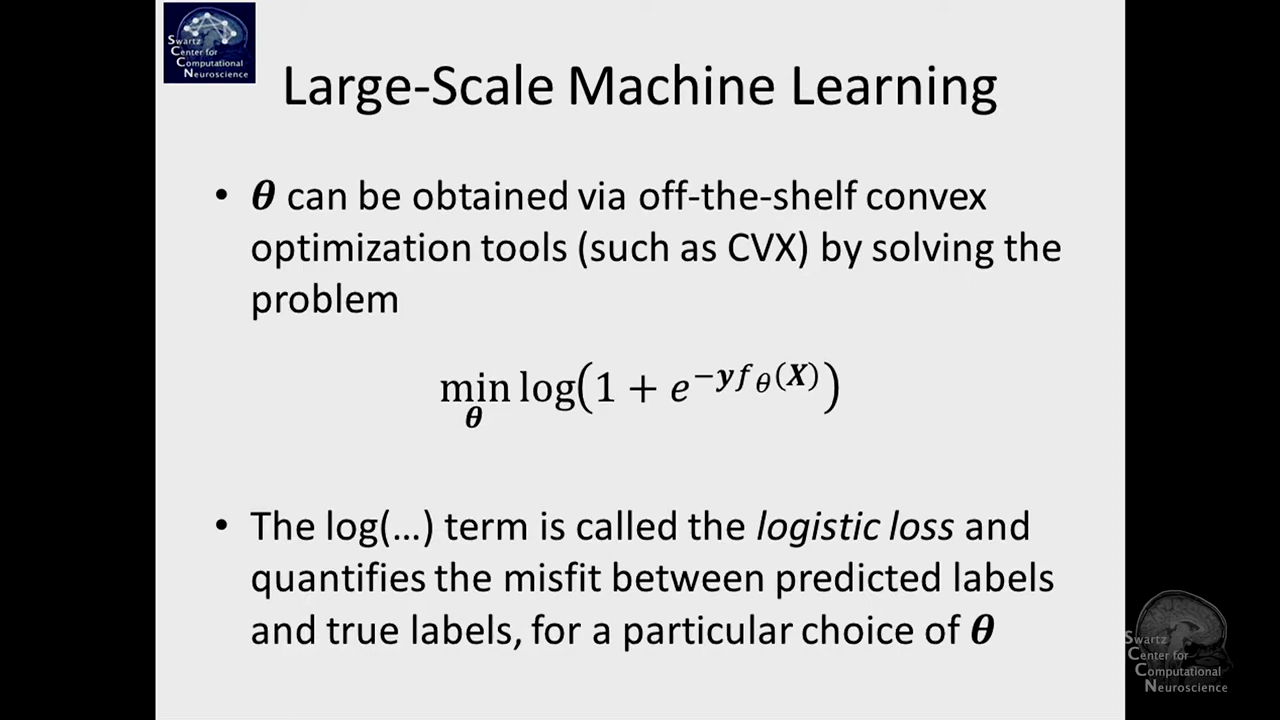 Swartz
Center for
Computational
Neuroscience
Large-Scale Machine Learning
• θ can be obtained via off-the-shelf convex
optimization tools (such as CVX) by solving the
problem
min log(1 + e^{-y f_θ(X)})
θ
• The log(…) term is called the logistic loss and
quantifies the misfit between predicted labels
and true labels, for a particular choice of θ
Swartz
Center for
Computational
Neuroscience